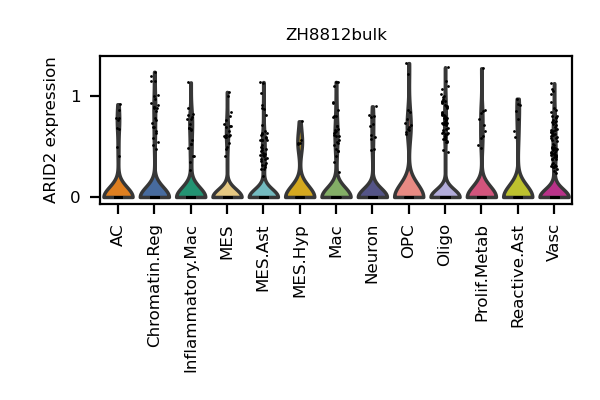 ZH8812bulk
ARID2 expression
1
0
AC
Chromatin.Reg
Inflammatory.Mac
MES
MES.Ast
MES.Hyp
Mac
Neuron
OPC
Oligo
Prolif.Metab
Reactive.Ast
Vasc